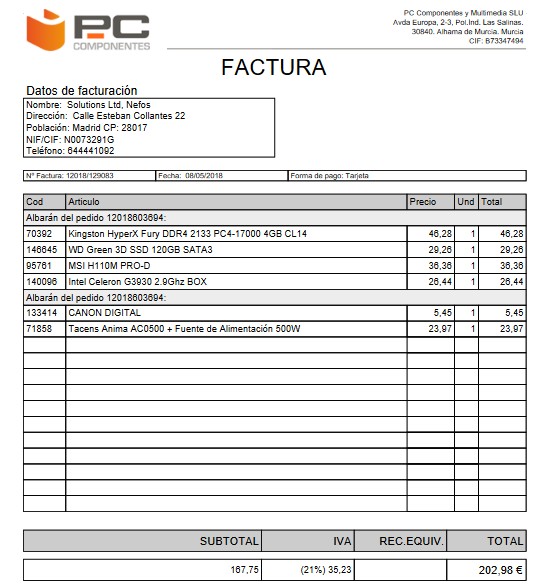 PC
COMPONENTES
PC Componentes y Multimedia SLU
Avda Europa, 2-3, Pol.Ind. Las Salinas.
30840, Alhama de Murcia. Murcia
CIF: B73347494
FACTURA
Datos de facturación
Nombre: Solutions Ltd, Nefos
Dirección: Calle Esteban Collantes 22
Población: Madrid CP: 28017
NIF/CIF: N0073291G
Teléfono: 644441092
Nº Factura: 12018/129083 Fecha: 08/05/2018 Forma de pago: Tarjeta
Cod Artículo Precio Und Total
Albarán del pedido 12018603694:
70392 Kingston HyperX Fury DDR4 2133 PC4-17000 4GB CL14 46,28 1 46,28
146645 WD Green 3D SSD 120GB SATA3 29,26 1 29,26
95761 MSI H110M PRO-D 36,36 1 36,36
140096 Intel Celeron G3930 2.9Ghz BOX 26,44 1 26,44
Albarán del pedido 12018603694:
133414 CANON DIGITAL 5,45 1 5,45
71858 Tacens Anima AC0500 + Fuente de Alimentación 500W 23,97 1 23,97
SUBTOTAL IVA REC.EQUIV. TOTAL
167,75 (21%) 35,23 202,98 €